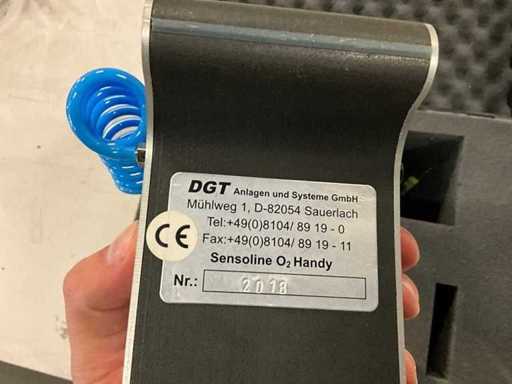 DGT Anlagen und Systeme GmbH
Mühlweg 1, D-82054 Sauerlach
Tel:+49(0)8104/ 89 19 - 0
Fax:+49(0)8104/ 89 19 - 11
CE
Sensoline O₂ Handy
Nr.: 2018